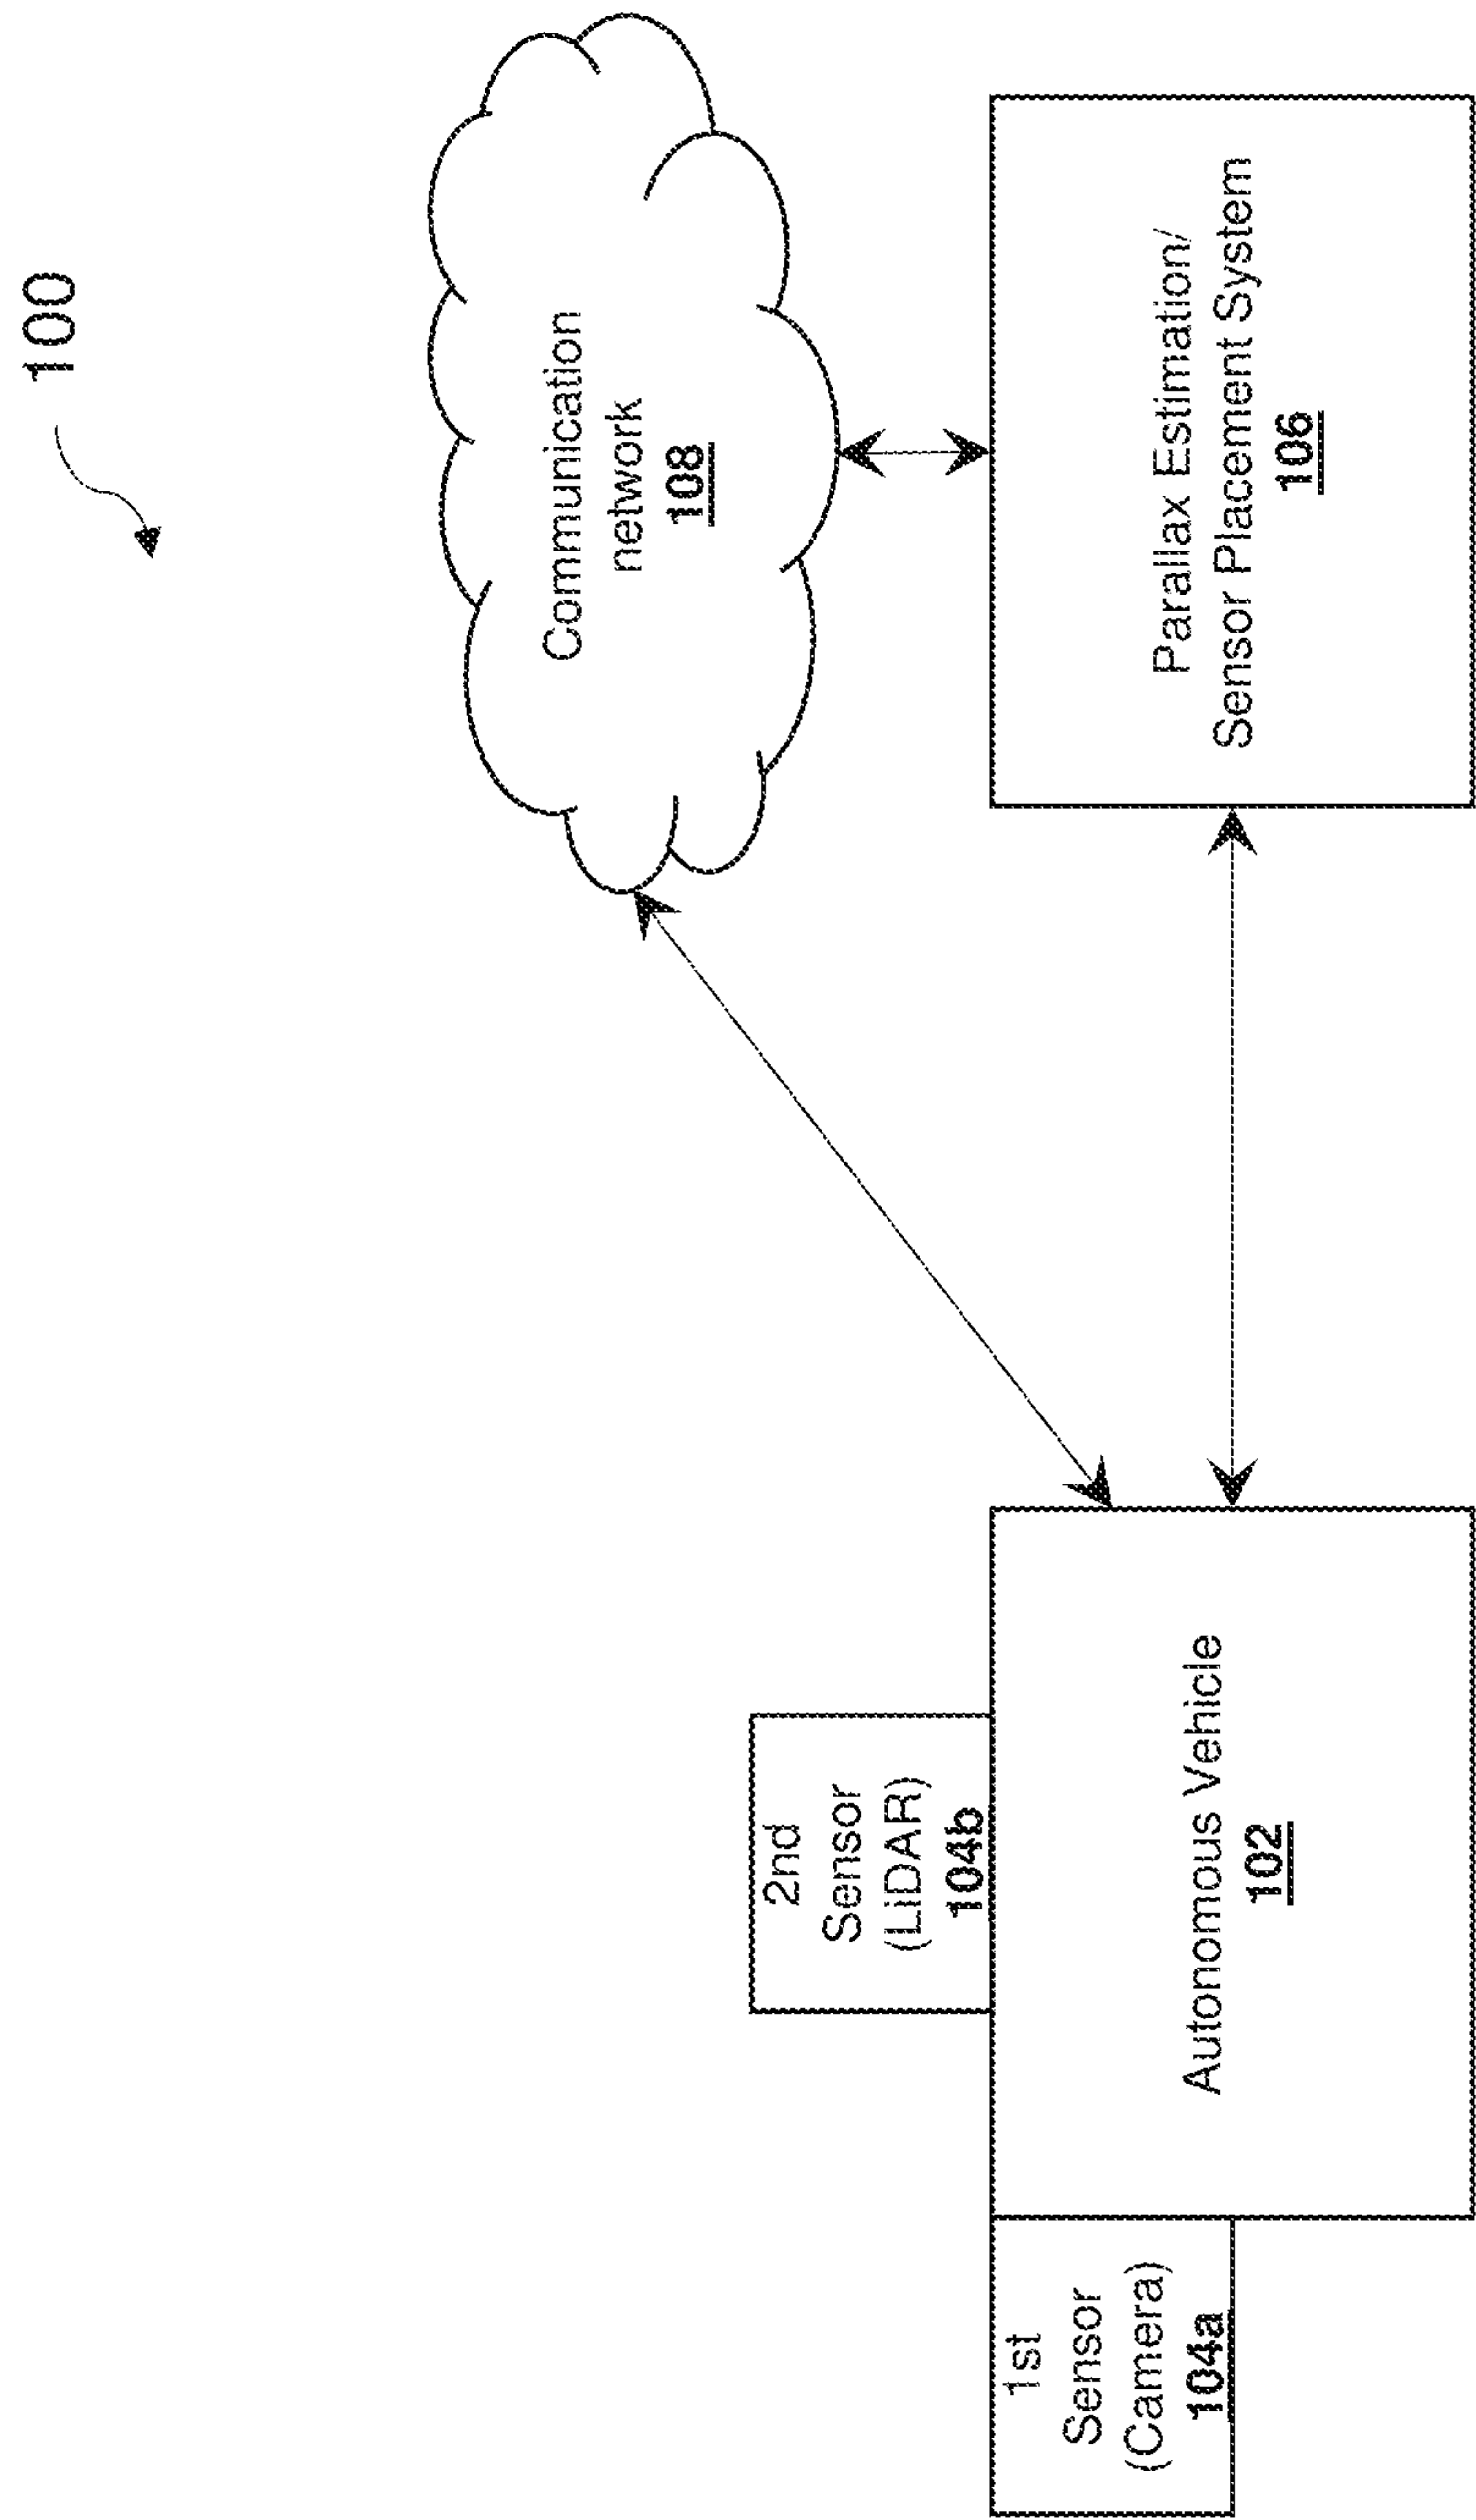 100
Communication
network
108
Parallax Estimation/
Sensor Placement System
106
2nd
Sensor
(LiDAR)
104b
1st
Sensor
(Camera)
104a
Autonomous Vehicle
102